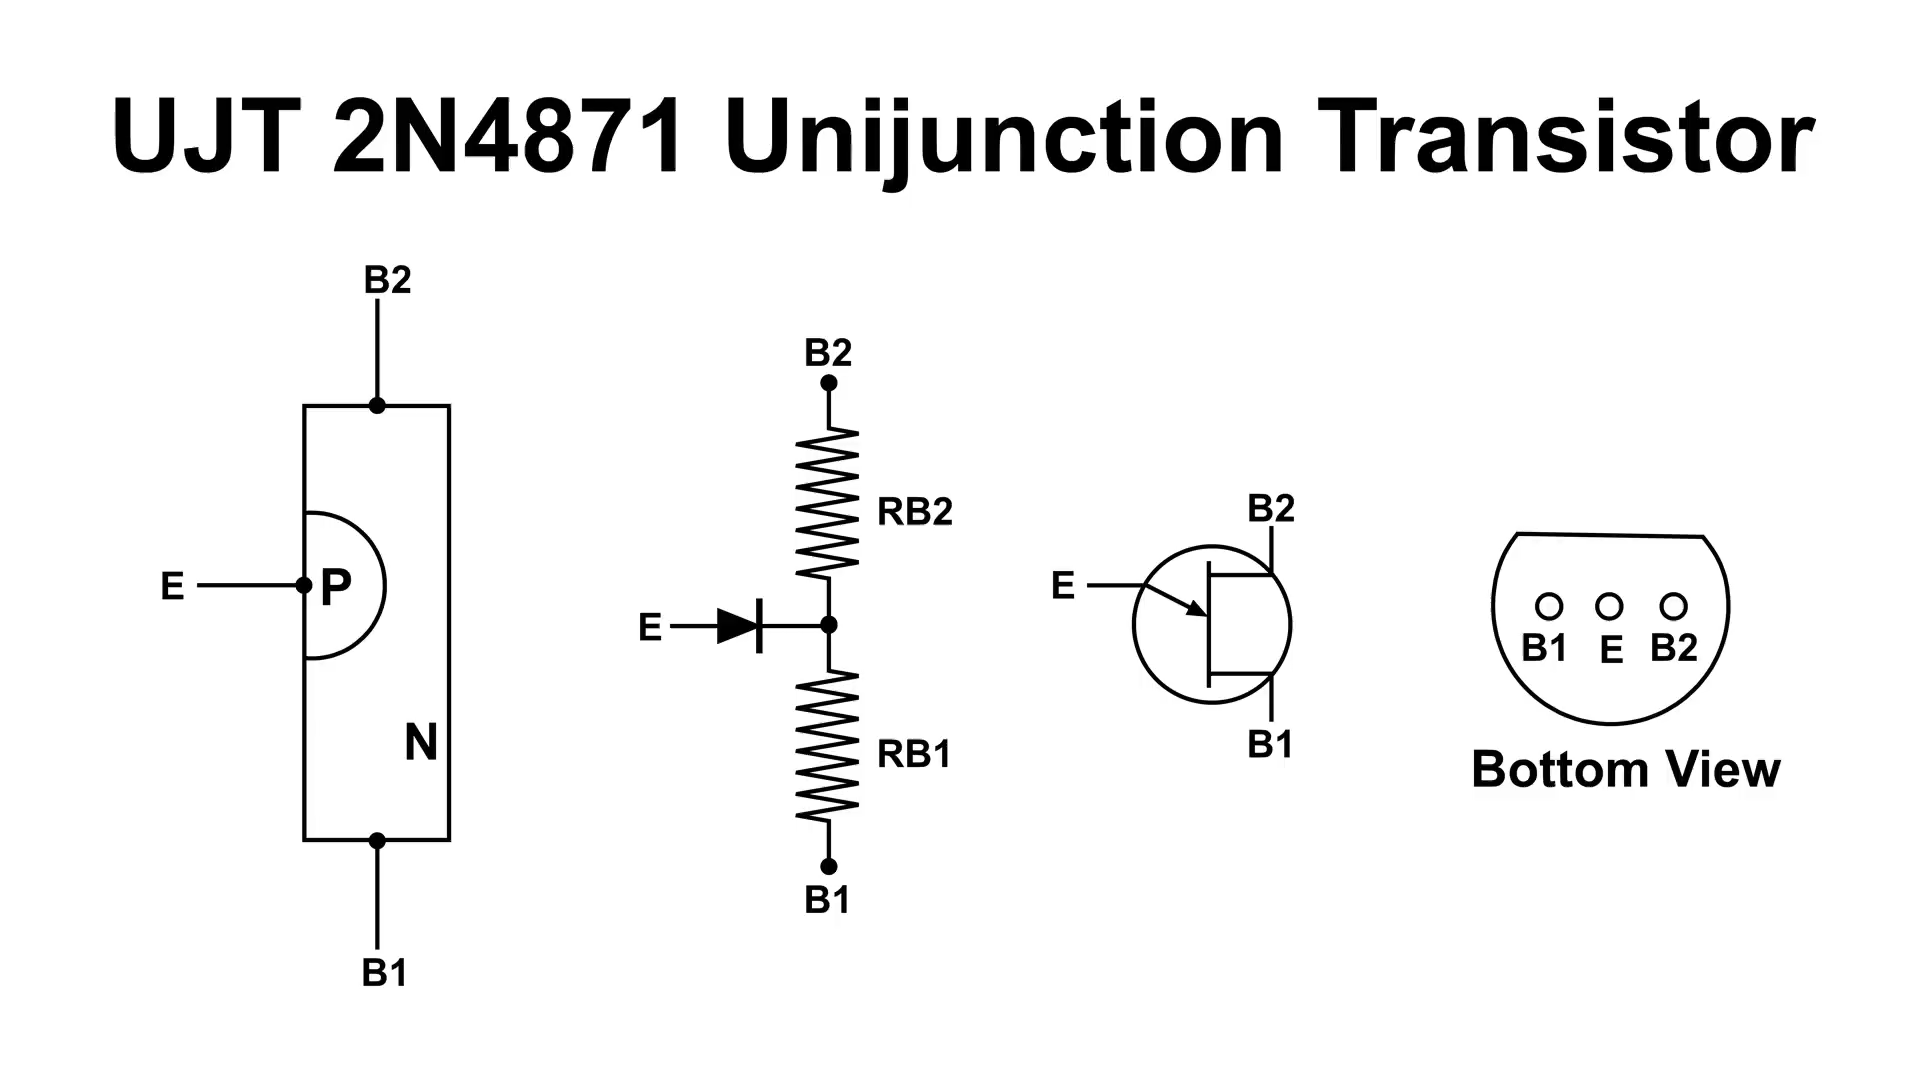 UJT 2N4871 Unijunction Transistor
B2
E
P
N
B1
B2
RB2
E
RB1
B1
B2
E
B1
B1 E B2
Bottom View